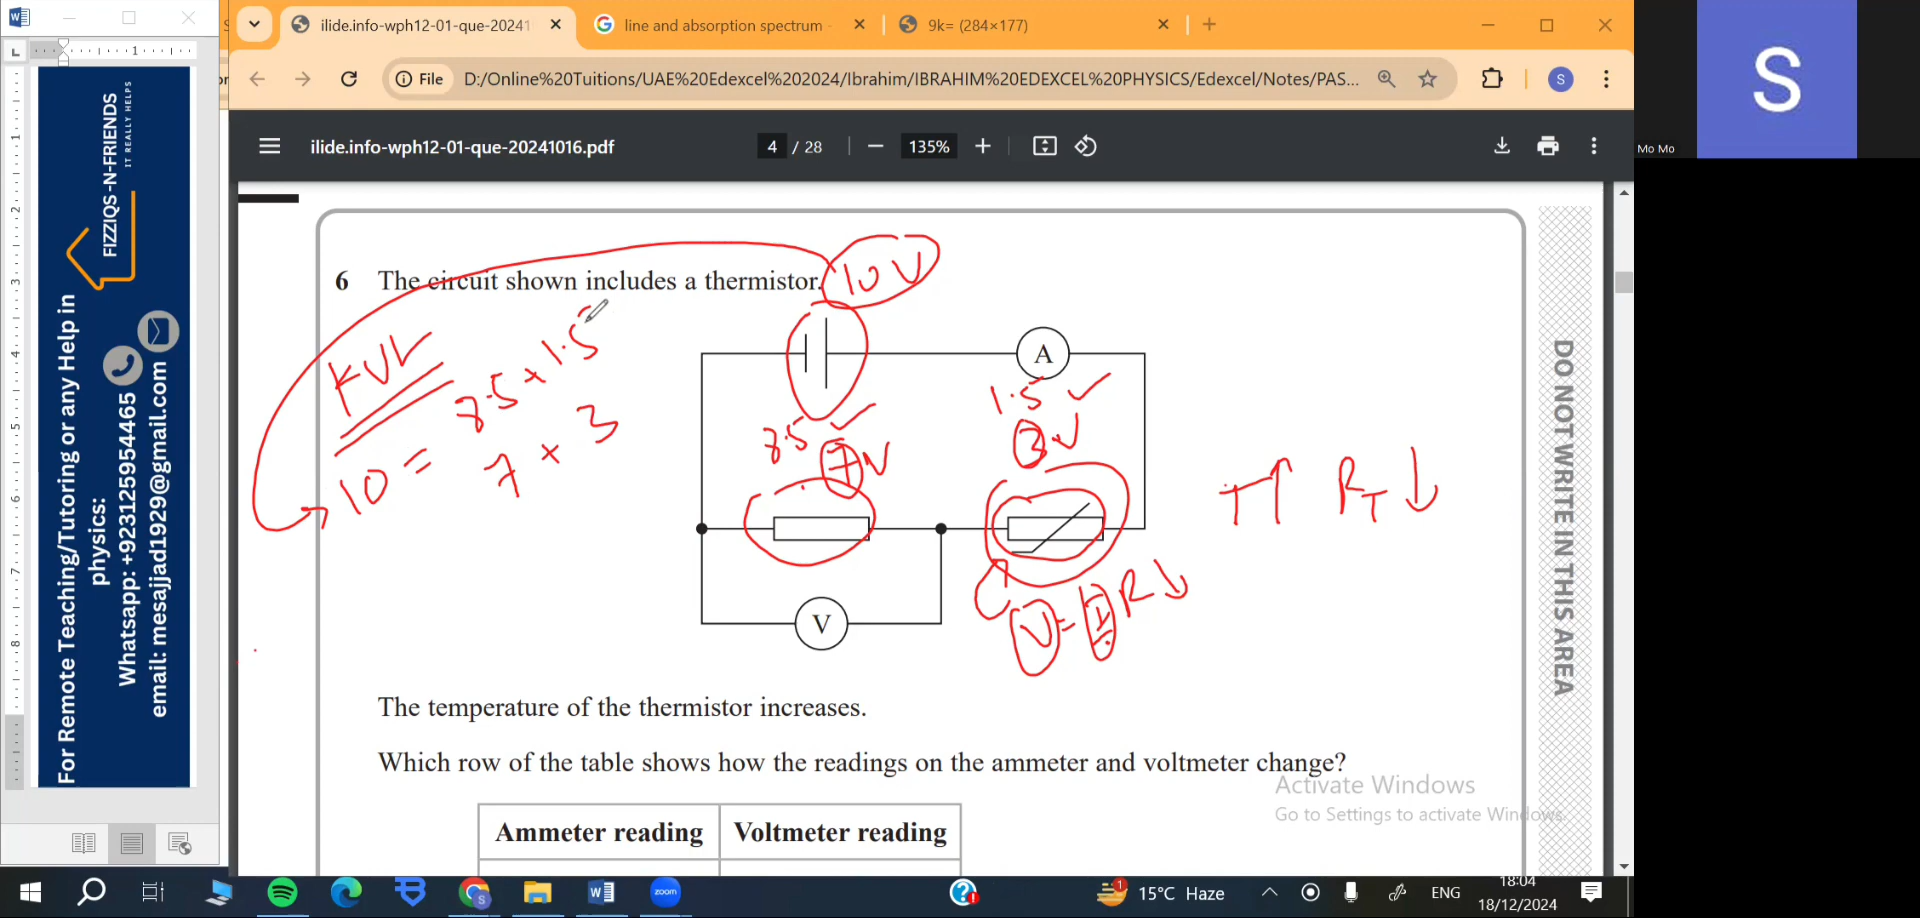 ilide.info-wph12-01-que-20241
line and absorption spectrum -
9k= (284×177)
File
D:/Online%20Tuitions/UAE%20Edexcel%202024/Ibrahim/IBRAHIM%20EDEXCEL%20PHYSICS/Edexcel/Notes/PAS...
S
ilide.info-wph12-01-que-20241016.pdf
4 / 28
135%
S
Mo Mo
FIZZIQS -N-FRIENDS
IT REALLY HELPS
For Remote Teaching/Tutoring or any Help in
physics:
Whatsapp: +923125954465
email: mesajjad1929@gmail.com
6 The circuit shown includes a thermistor.
10 V
KVL
8.5 × 1.5
10 = 7 × 3
A
1.5
3 V
8.5
7 V
T↑ R_T↓
V = I R↓
V
The temperature of the thermistor increases.
Which row of the table shows how the readings on the ammeter and voltmeter change?
Ammeter reading
Voltmeter reading
DO NOT WRITE IN THIS AREA
Activate Windows
Go to Settings to activate Windows.
zoom
15°C Haze
ENG
18:04
18/12/2024